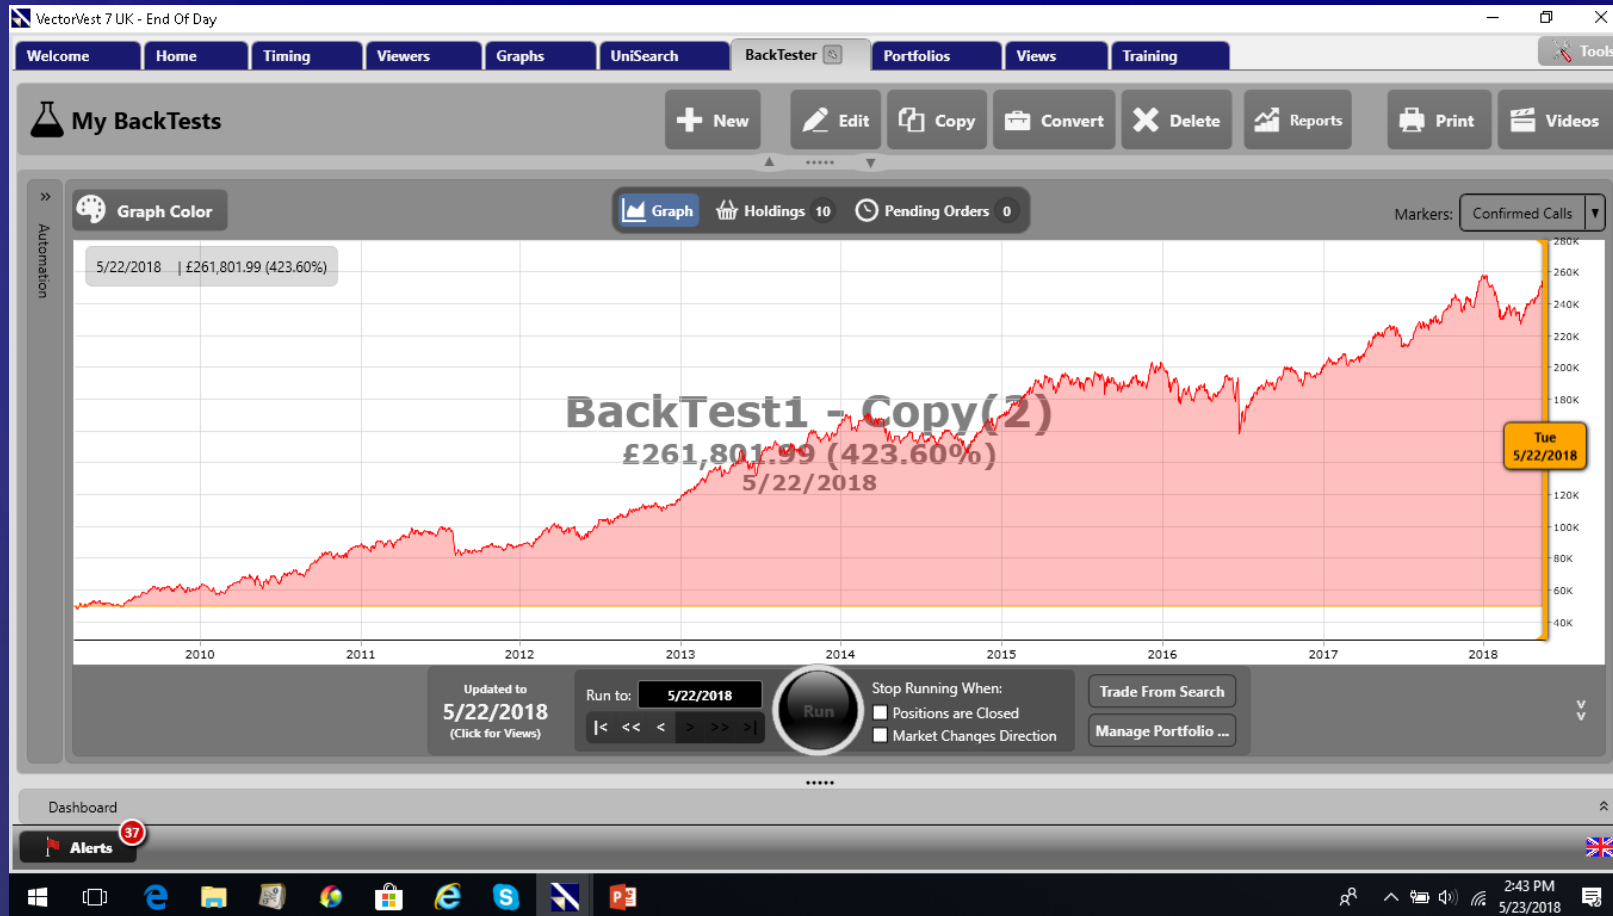 VectorVest 7 UK - End Of Day
Welcome Home Timing Viewers Graphs UniSearch BackTester Portfolios Views Training Tools
My BackTests New Edit Copy Convert Delete Reports Print Videos
Automation
Graph Color Graph Holdings 10 Pending Orders 0 Markers: Confirmed Calls
5/22/2018 | £261,801.99 (423.60%)
280K
260K
240K
220K
200K
180K
BackTest1 - Copy(2)
£261,801.99 (423.60%)
5/22/2018
Tue
5/22/2018
120K
100K
80K
60K
40K
2010 2011 2012 2013 2014 2015 2016 2017 2018
Updated to
5/22/2018
(Click for Views)
Run to: 5/22/2018
|< << < > >> >|
Run
Stop Running When:
Positions are Closed
Market Changes Direction
Trade From Search
Manage Portfolio ...
Dashboard
Alerts 37
2:43 PM
5/23/2018